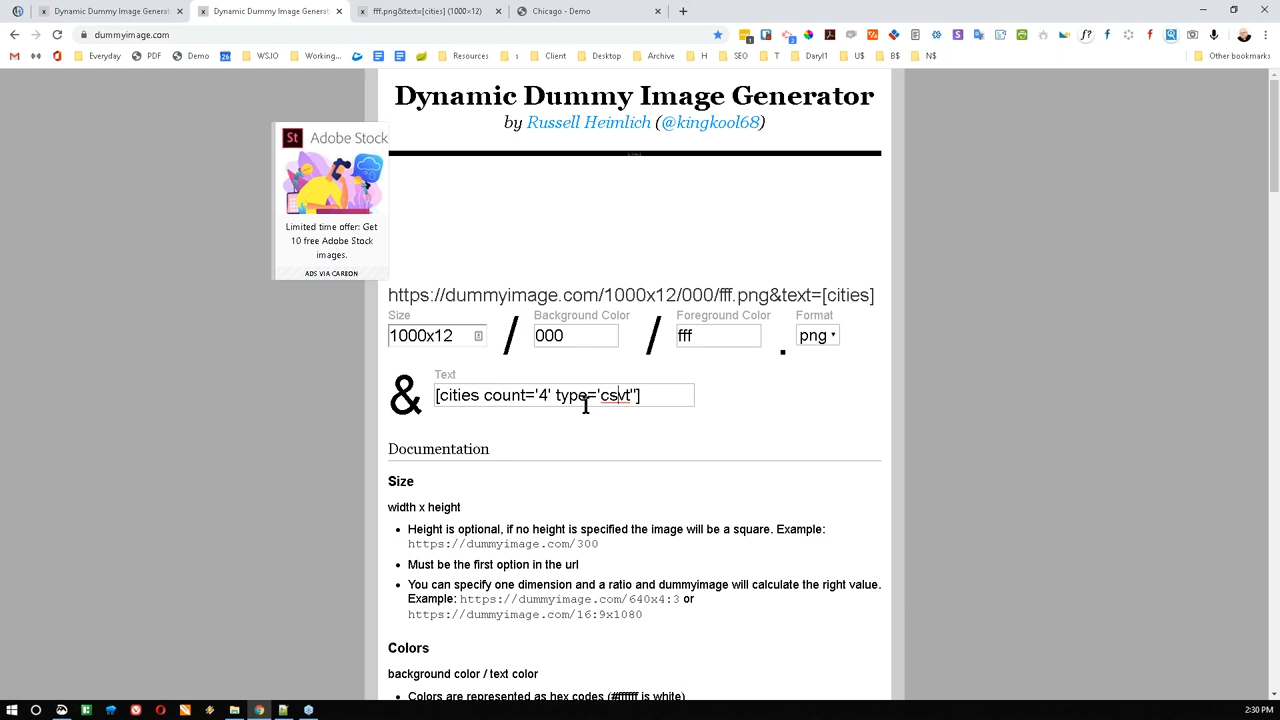 Dynamic Dummy Image Generat
Dynamic Dummy Image Generat
fff.png&text=[cities] (1000×12)
Chicago - Demo
dummyimage.com
Everyday
PDF
Demo
26
WSJO
Working...
Resources
s
Client
Desktop
Archive
H
SEO
T
Daryl1
U$
B$
N$
Other bookmarks
Dynamic Dummy Image Generator
by Russell Heimlich (@kingkool68)
St Adobe Stock
Limited time offer: Get
10 free Adobe Stock
images.
ADS VIA CARBON
https://dummyimage.com/1000x12/000/fff.png&text=[cities]
Size Background Color Foreground Color Format
1000x12 / 000 / fff . png
Text
& [cities count='4' type='csvt'']
Documentation
Size
width x height
Height is optional, if no height is specified the image will be a square. Example:
https://dummyimage.com/300
Must be the first option in the url
You can specify one dimension and a ratio and dummyimage will calculate the right value.
Example: https://dummyimage.com/640x4:3 or
https://dummyimage.com/16:9x1080
Colors
background color / text color
Colors are represented as hex codes (#ffffff is white)
2:30 PM